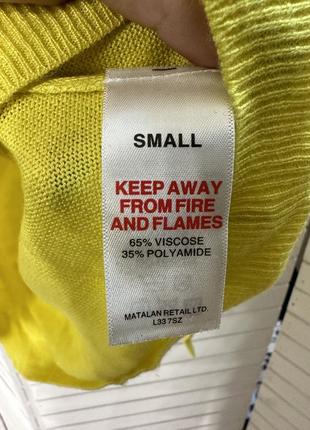 SMALL
KEEP AWAY
FROM FIRE
AND FLAMES
65% VISCOSE
35% POLYAMIDE
MATALAN RETAIL LTD.
L33 7SZ